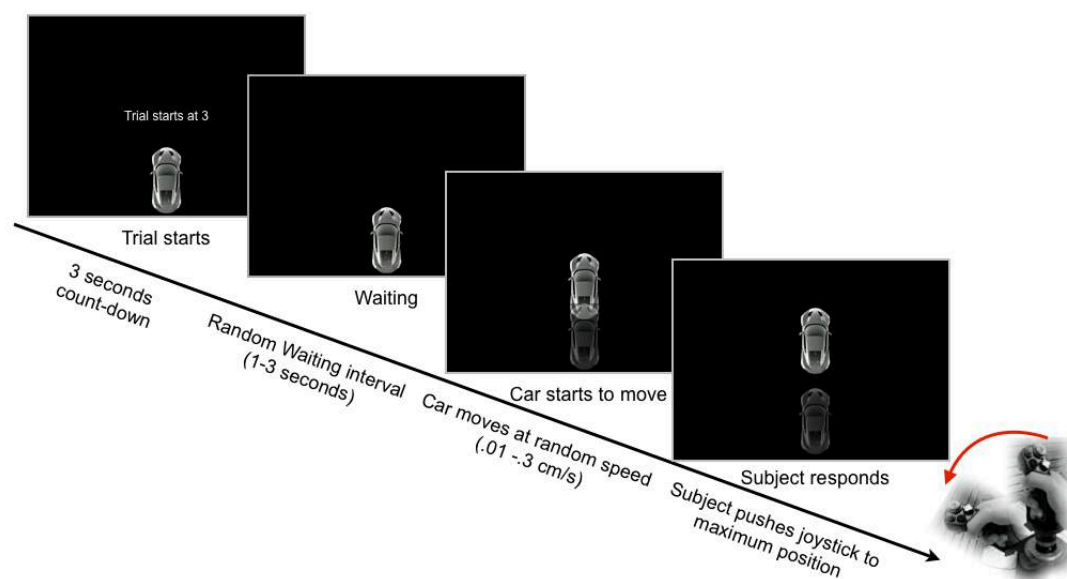 Trial starts at 3
Trial starts
3 seconds
count-down
Waiting
Random Waiting interval
(1-3 seconds)
Car starts to move
Car moves at random speed
(.01 -.3 cm/s)
Subject responds
Subject pushes joystick to
maximum position